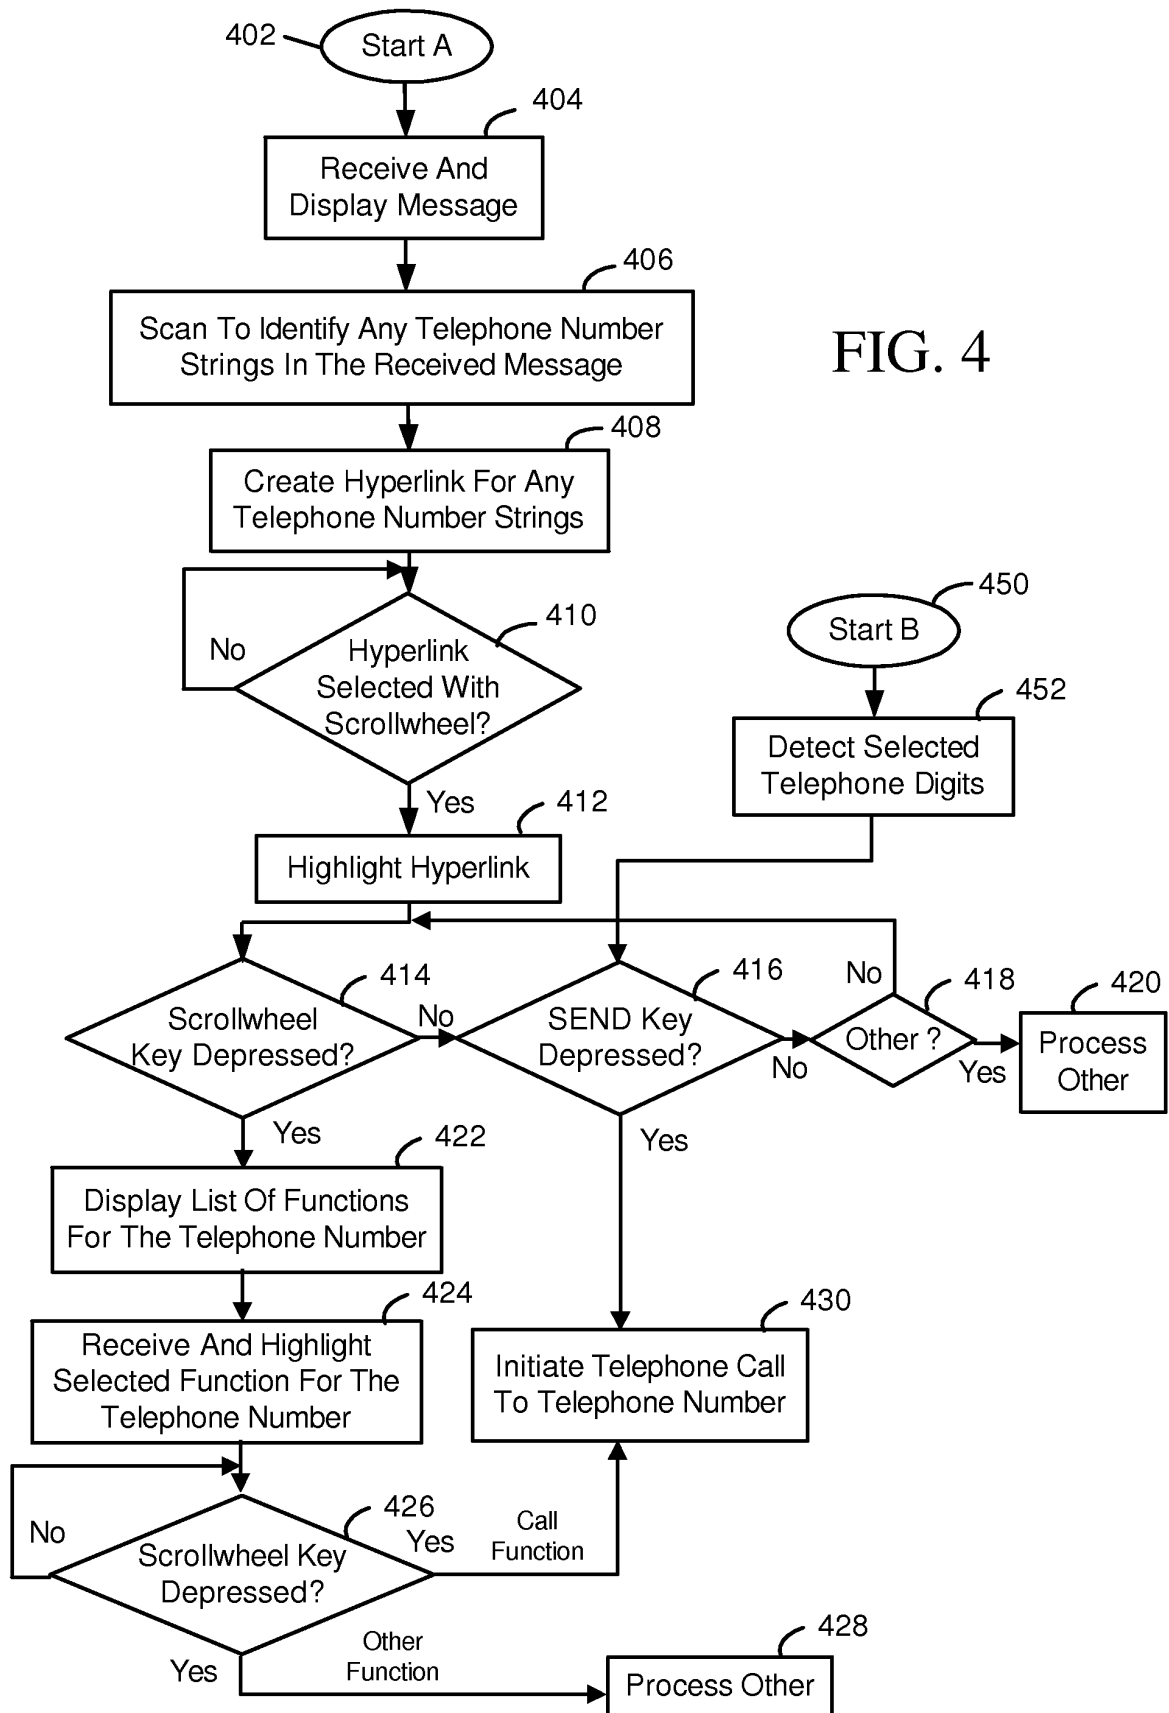 402
Start A
404
Receive And
Display Message
406
Scan To Identify Any Telephone Number
Strings In The Received Message
FIG. 4
408
Create Hyperlink For Any
Telephone Number Strings
410
No
Hyperlink
Selected With
Scrollwheel?
450
Start B
452
Detect Selected
Telephone Digits
Yes
412
Highlight Hyperlink
414
Scrollwheel
Key Depressed?
No
416
SEND Key
Depressed?
No
No
418
Other ?
Yes
420
Process
Other
Yes
422
Display List Of Functions
For The Telephone Number
Yes
424
Receive And Highlight
Selected Function For The
Telephone Number
430
Initiate Telephone Call
To Telephone Number
No
426
Scrollwheel Key
Depressed?
Yes
Call
Function
Yes
Other
Function
428
Process Other